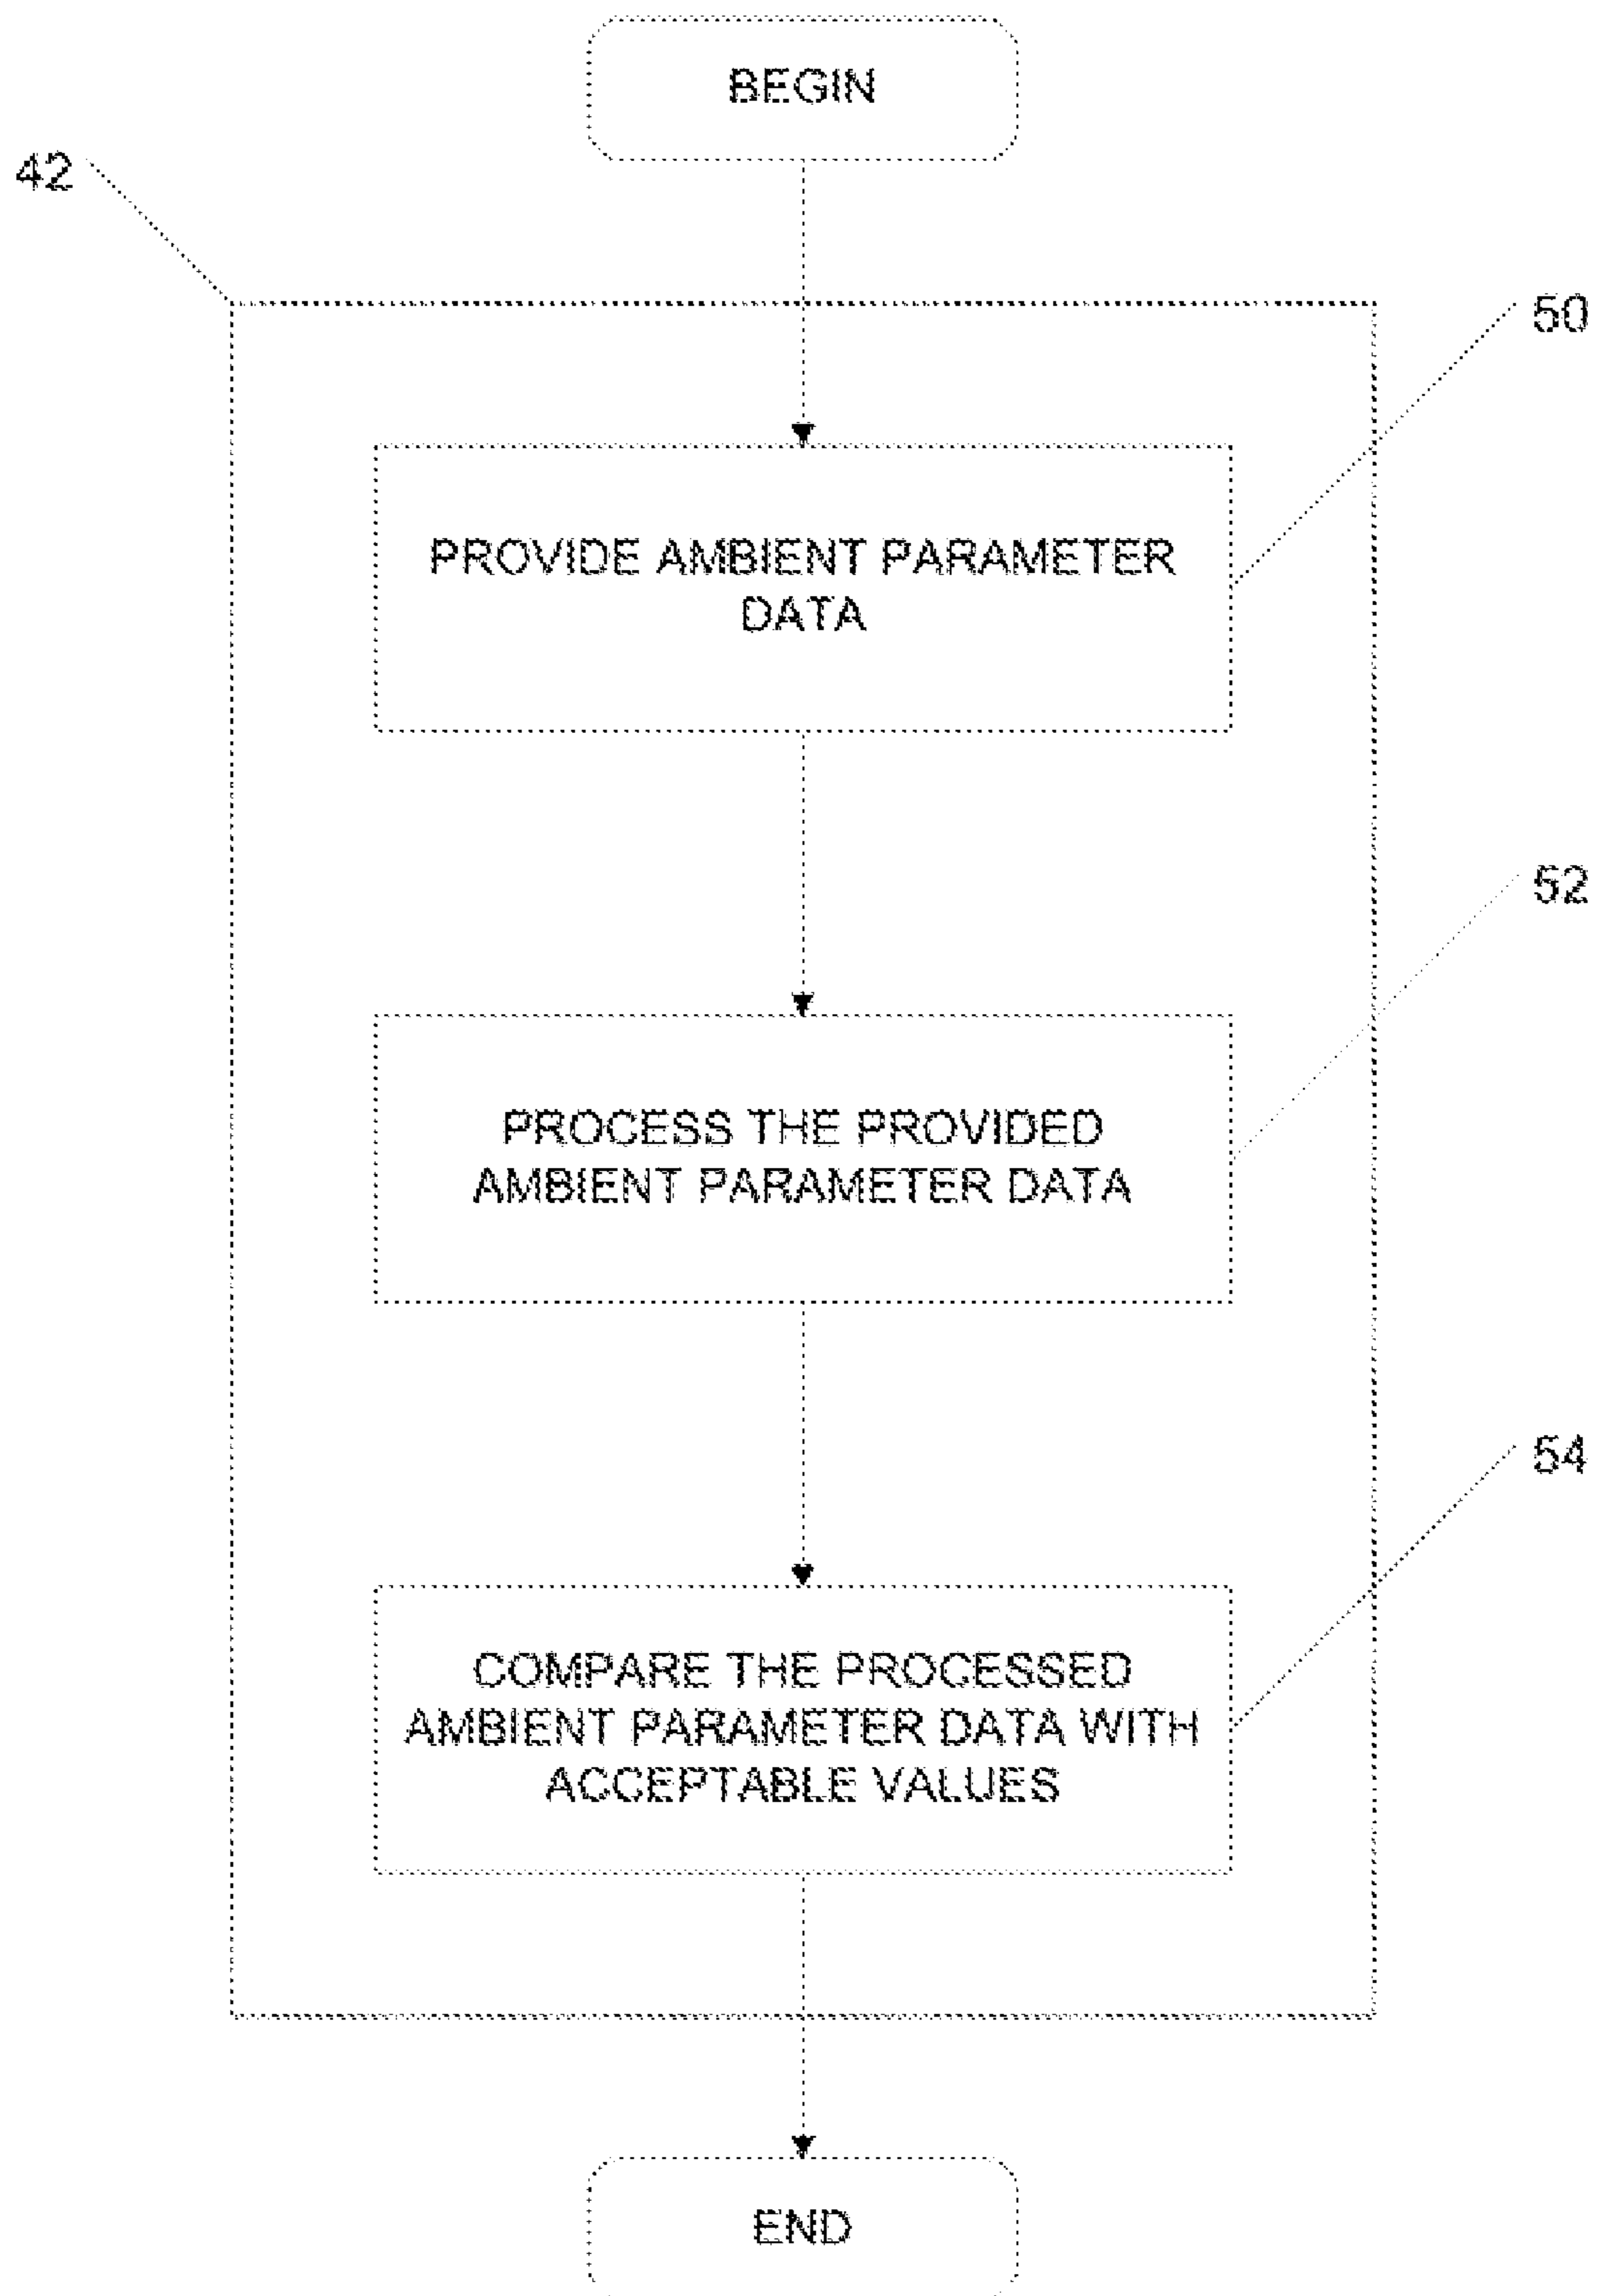 BEGIN
42
50
PROVIDE AMBIENT PARAMETER
DATA
52
PROCESS THE PROVIDED
AMBIENT PARAMETER DATA
54
COMPARE THE PROCESSED
AMBIENT PARAMETER DATA WITH
ACCEPTABLE VALUES
END